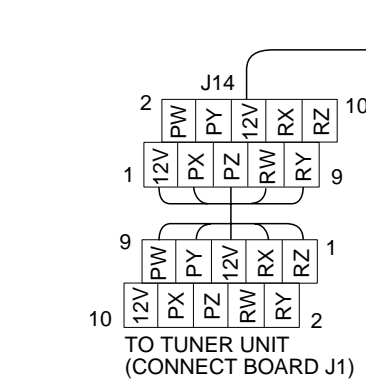 J14
2 PW PY 12V RX RZ 10
1 12V PX PZ RW RY 9
9 PW PY 12V RX RZ 1
10 12V PX PZ RW RY 2
TO TUNER UNIT
(CONNECT BOARD J1)